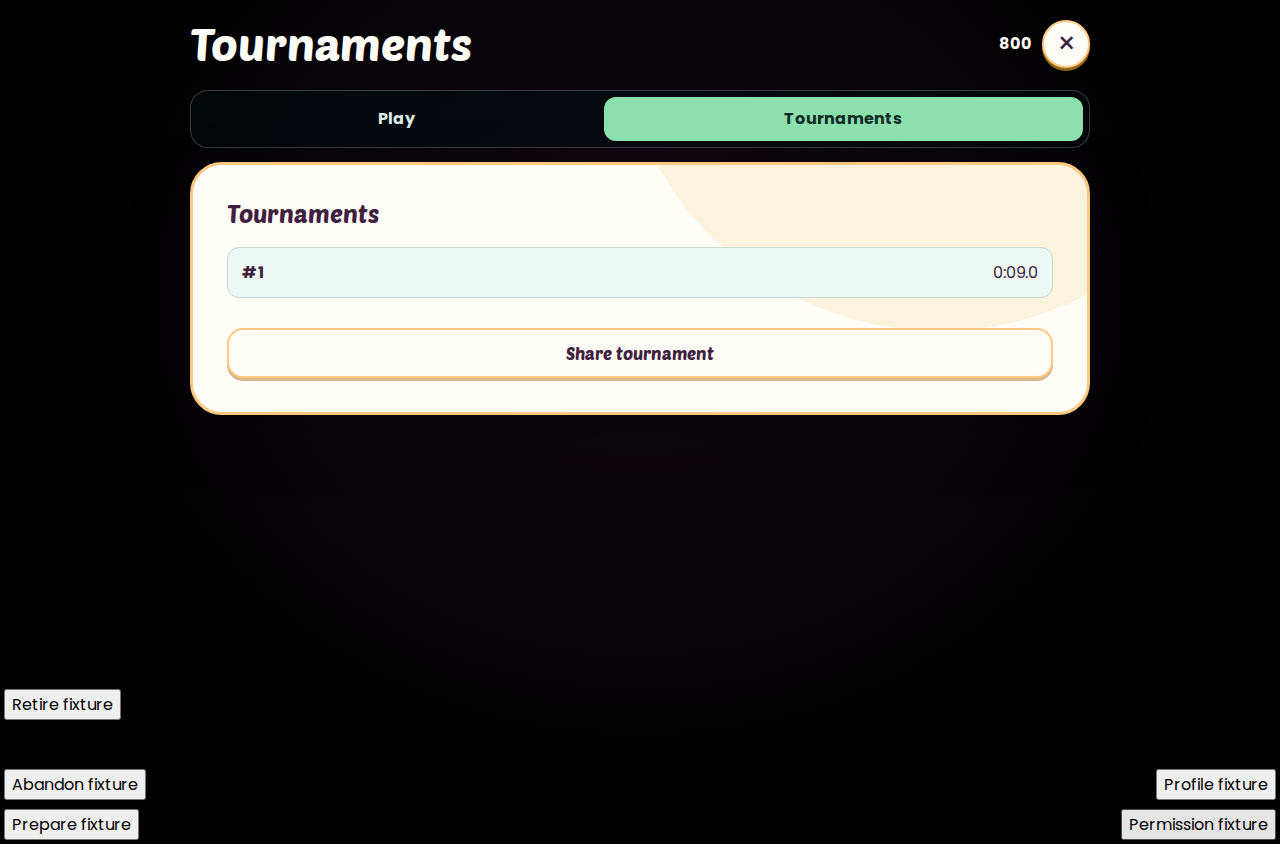 Tournaments
800 ×
Play Tournaments
Tournaments
#1 0:09.0
Share tournament
Retire fixture
Abandon fixture Profile fixture
Prepare fixture Permission fixture